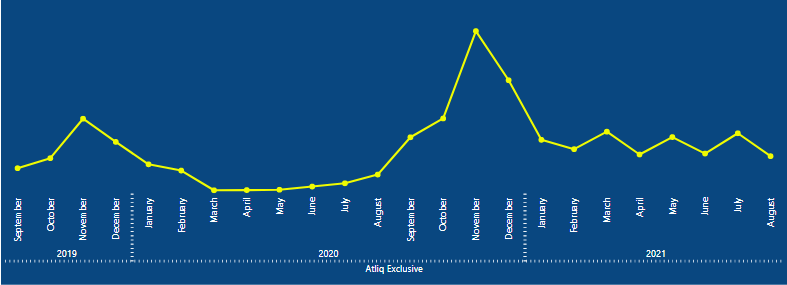 September October November December January February March April May June July August September October November December January February March April May June July August
2019 2020 2021
Atliq Exclusive